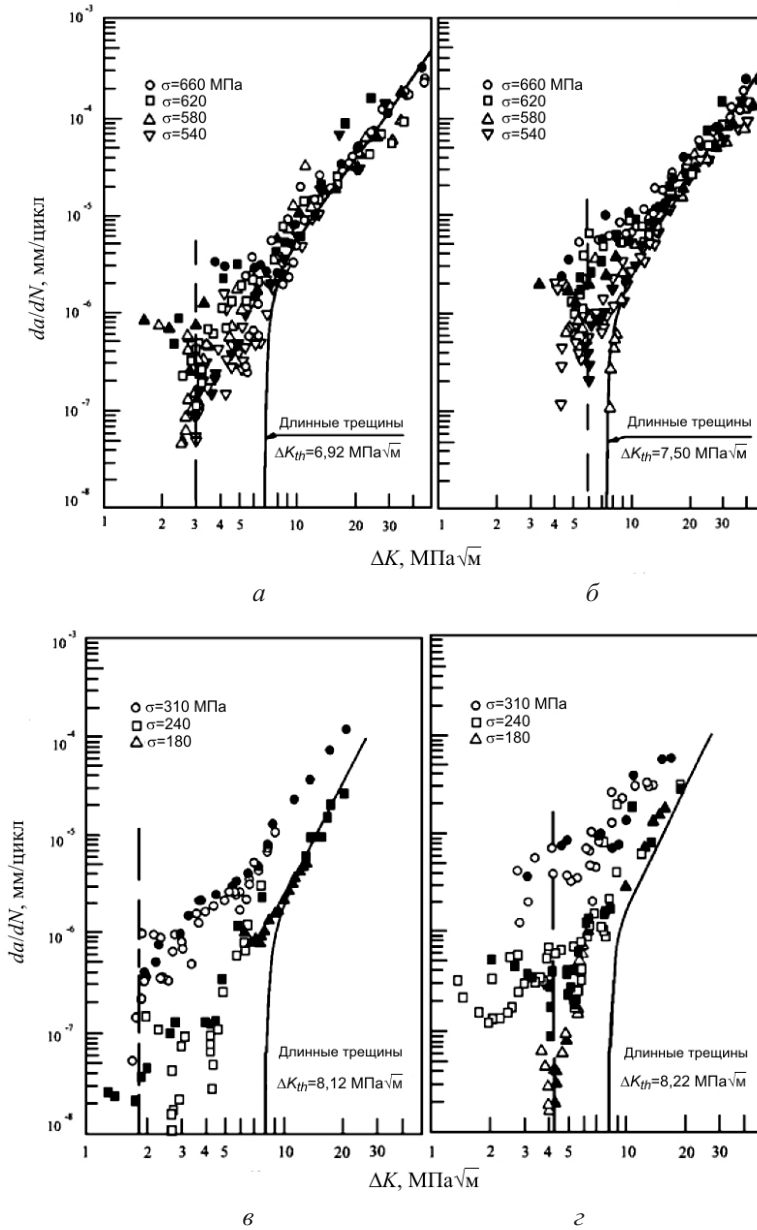 da/dN, мм/цикл
10⁻³
10⁻⁴
10⁻⁵
10⁻⁶
10⁻⁷
10⁻⁸
σ=660 МПа
σ=620
σ=580
σ=540
Длинные трещины
ΔKth=6,92 МПа√м
1 2 3 4 5 10 20 30
σ=660 МПа
σ=620
σ=580
σ=540
Длинные трещины
ΔKth=7,50 МПа√м
1 2 3 4 5 10 20 30
ΔK, МПа√м
а б
da/dN, мм/цикл
10⁻³
10⁻⁴
10⁻⁵
10⁻⁶
10⁻⁷
10⁻⁸
σ=310 МПа
σ=240
σ=180
Длинные трещины
ΔKth=8,12 МПа√м
1 2 3 4 5 10 20 30
σ=310 МПа
σ=240
σ=180
Длинные трещины
ΔKth=8,22 МПа√м
1 2 3 4 5 10 20 30
ΔK, МПа√м
в г